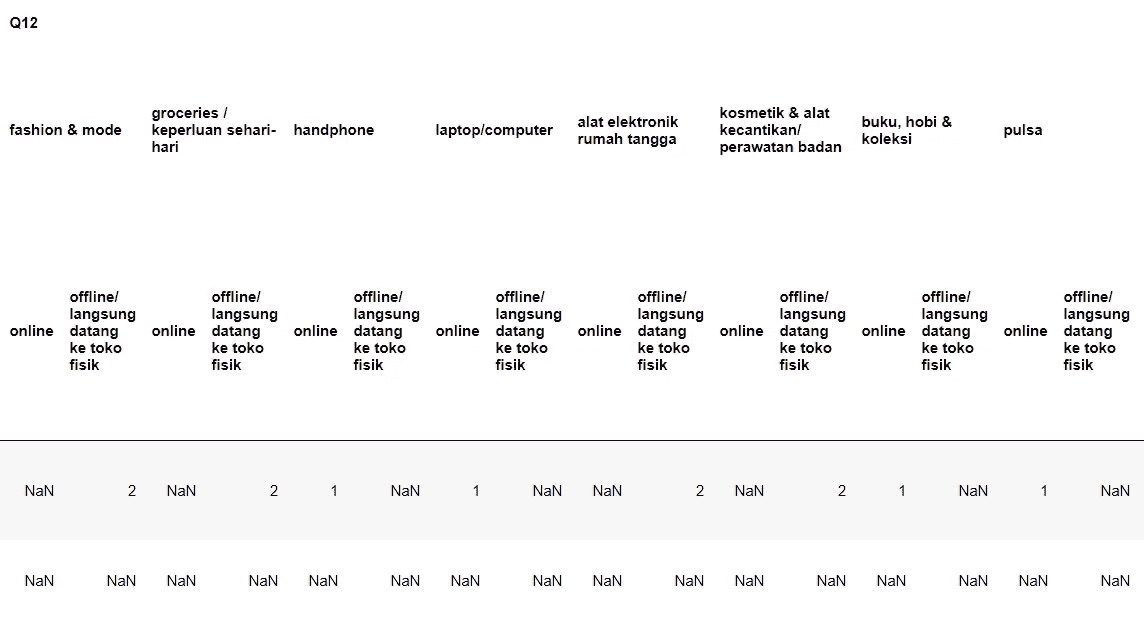 Q12
fashion & mode
groceries /
keperluan sehari-
hari
handphone
laptop/computer
alat elektronik
rumah tangga
kosmetik & alat
kecantikan/
perawatan badan
buku, hobi &
koleksi
pulsa
online
offline/
langsung
datang
ke toko
fisik
online
offline/
langsung
datang
ke toko
fisik
online
offline/
langsung
datang
ke toko
fisik
online
offline/
langsung
datang
ke toko
fisik
online
offline/
langsung
datang
ke toko
fisik
online
offline/
langsung
datang
ke toko
fisik
online
offline/
langsung
datang
ke toko
fisik
online
offline/
langsung
datang
ke toko
fisik
NaN 2 NaN 2 1 NaN 1 NaN NaN 2 NaN 2 1 NaN 1 NaN
NaN NaN NaN NaN NaN NaN NaN NaN NaN NaN NaN NaN NaN NaN NaN NaN